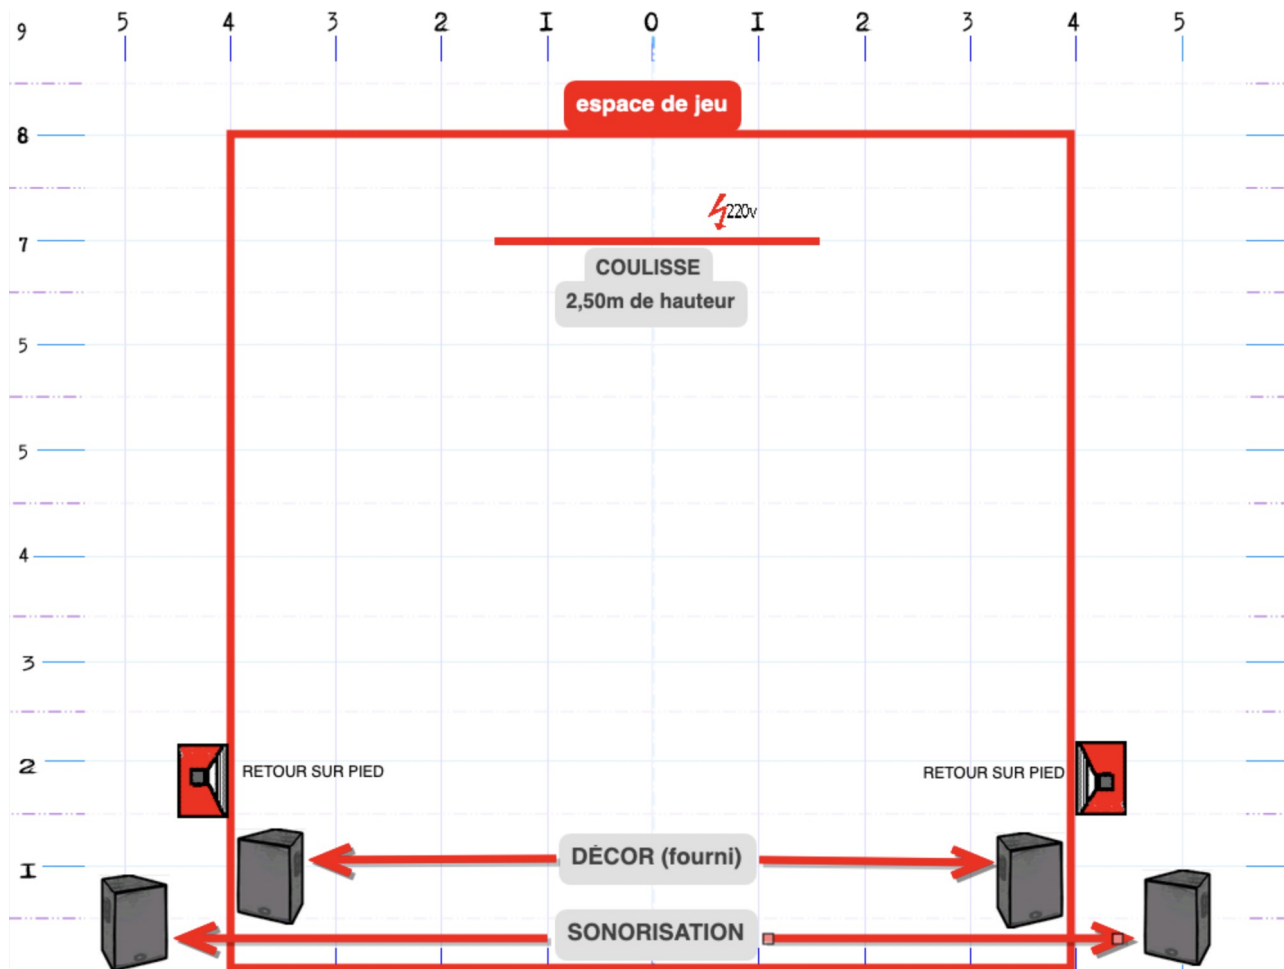 9 5 4 3 2 I 0 I 2 3 4 5
espace de jeu
8
220v
7
COULISSE
2,50m de hauteur
5
5
4
3
2 RETOUR SUR PIED RETOUR SUR PIED
DÉCOR (fourni)
I
SONORISATION